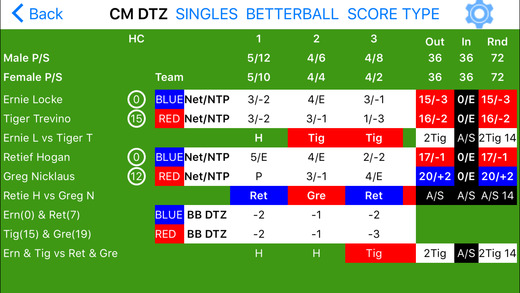 Back CM DTZ SINGLES BETTERBALL SCORE TYPE
HC 1 2 3 Out In Rnd
Male P/S 5/12 4/6 4/8 36 36 72
Female P/S Team 5/10 4/4 4/2 36 36 72
Ernie Locke 0 BLUE Net/NTP 3/-2 4/E 3/-1 15/-3 0/E 15/-3
Tiger Trevino 15 RED Net/NTP 3/-2 3/-1 1/-3 16/-2 0/E 16/-2
Ernie L vs Tiger T H Tig Tig 2Tig A/S 2Tig 14
Retief Hogan 0 BLUE Net/NTP 5/E 4/E 2/-2 17/-1 0/E 17/-1
Greg Nicklaus 12 RED Net/NTP P 3/-1 4/E 20/+2 0/E 20/+2
Retie H vs Greg N Ret Gre Ret A/S A/S A/S 14
Ern(0) & Ret(7) BLUE BB DTZ -2 -1 -2
Tig(15) & Gre(19) RED BB DTZ -2 -1 -3
Ern & Tig vs Ret & Gre H H Tig 2Tig A/S 2Tig 14